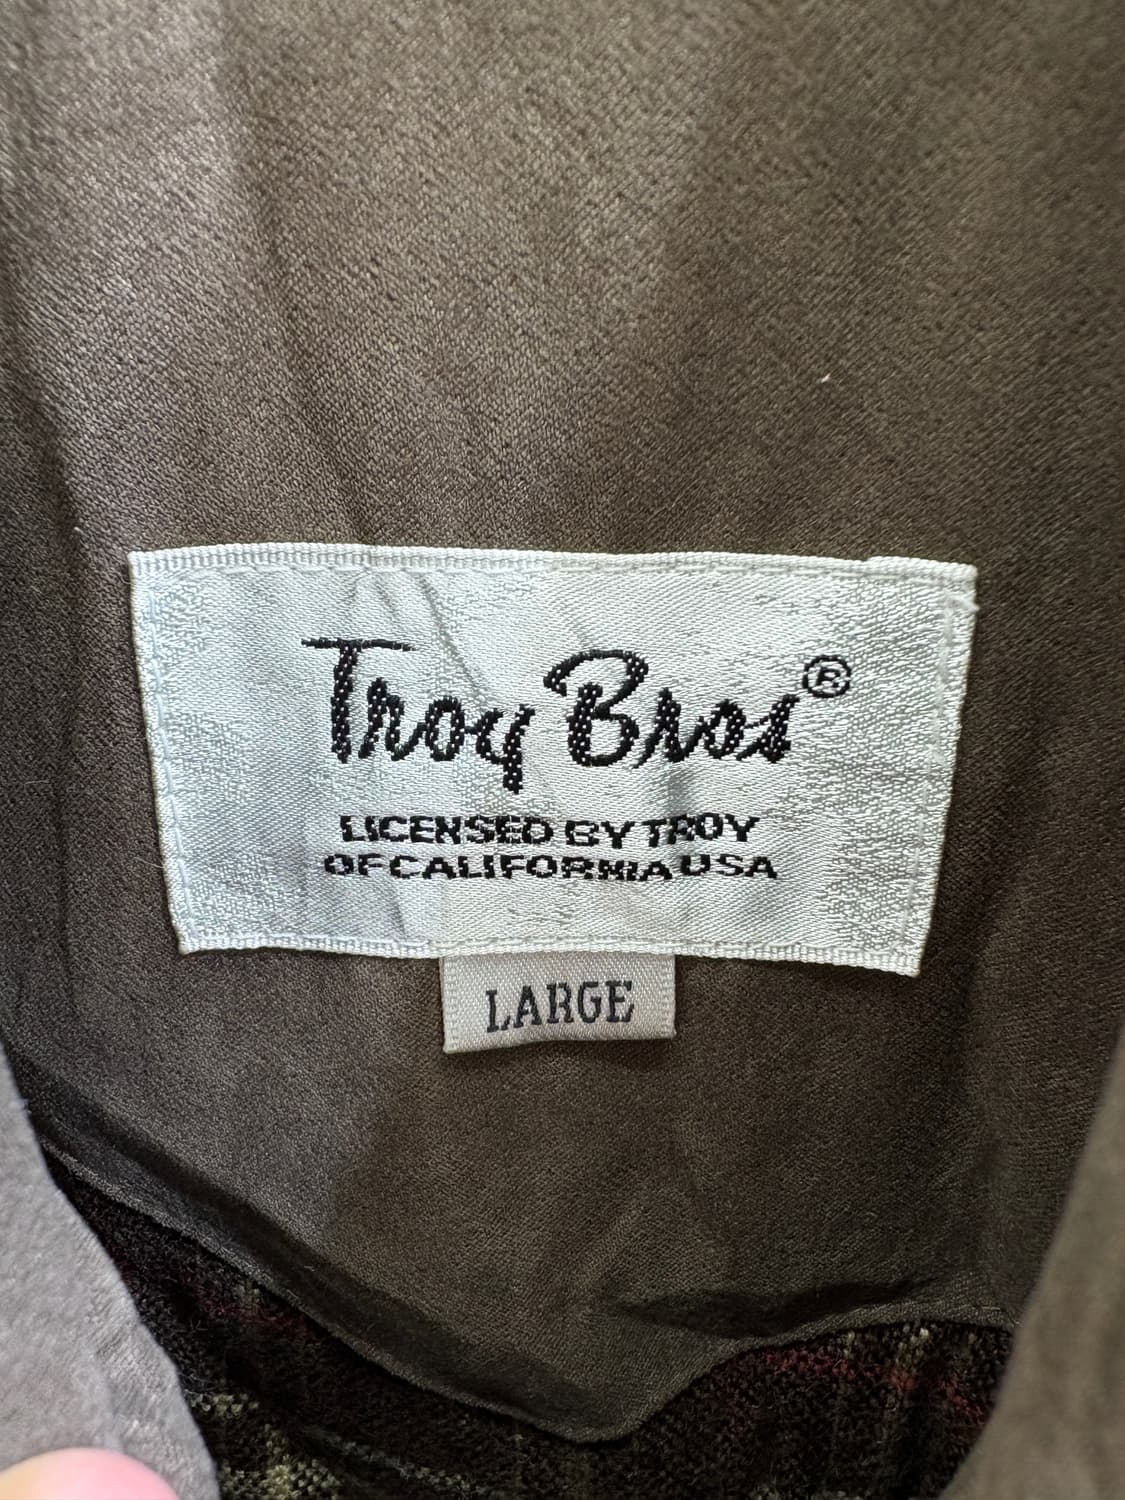 Troy Bros®
LICENSED BY TROY
OF CALIFORNIA USA
LARGE